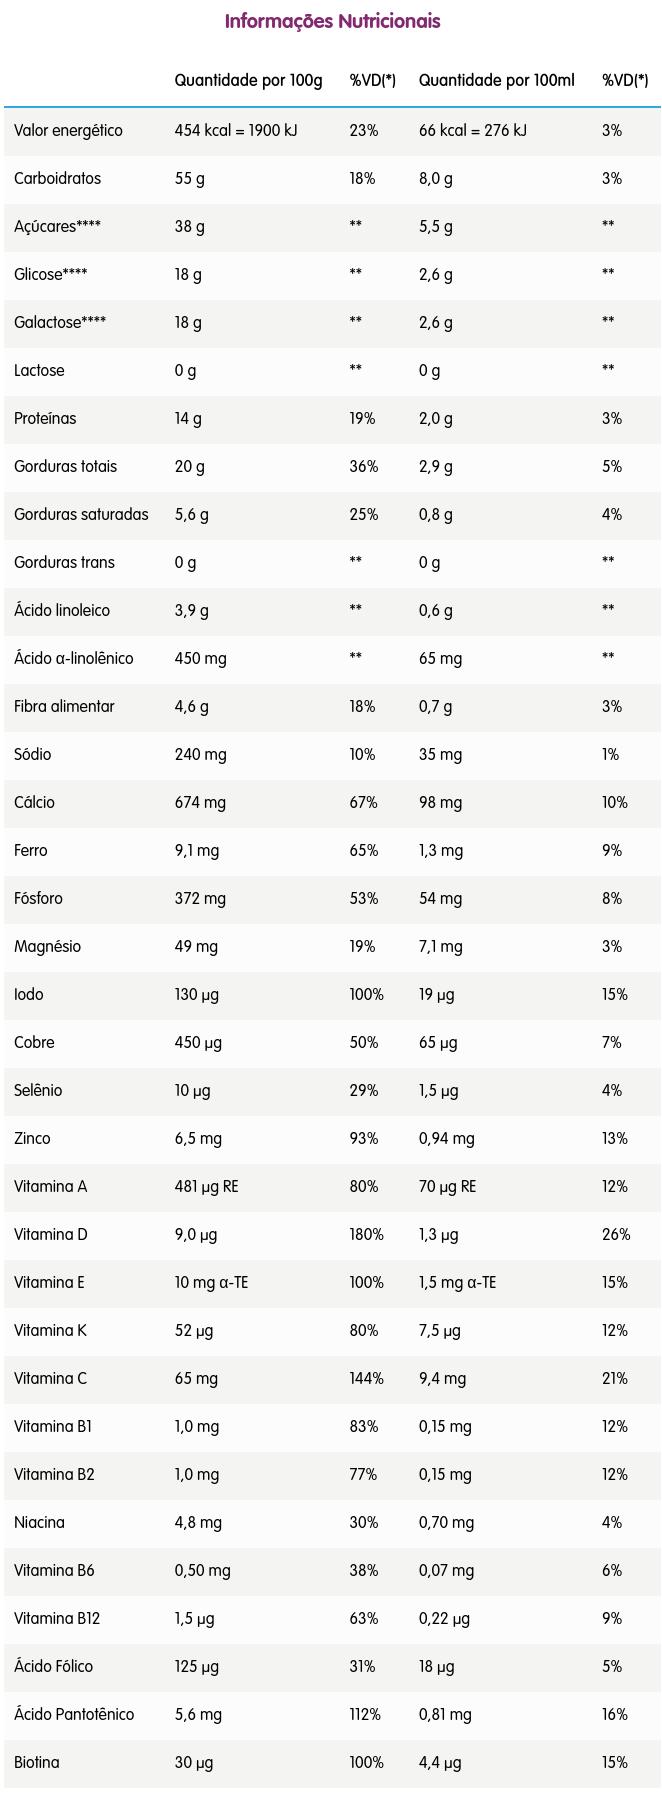 Informações Nutricionais
Quantidade por 100g %VD(*) Quantidade por 100ml %VD(*)
Valor energético 454 kcal = 1900 kJ 23% 66 kcal = 276 kJ 3%
Carboidratos 55 g 18% 8,0 g 3%
Açúcares**** 38 g ** 5,5 g **
Glicose**** 18 g ** 2,6 g **
Galactose**** 18 g ** 2,6 g **
Lactose 0 g ** 0 g **
Proteínas 14 g 19% 2,0 g 3%
Gorduras totais 20 g 36% 2,9 g 5%
Gorduras saturadas 5,6 g 25% 0,8 g 4%
Gorduras trans 0 g ** 0 g **
Ácido linoleico 3,9 g ** 0,6 g **
Ácido α-linolênico 450 mg ** 65 mg **
Fibra alimentar 4,6 g 18% 0,7 g 3%
Sódio 240 mg 10% 35 mg 1%
Cálcio 674 mg 67% 98 mg 10%
Ferro 9,1 mg 65% 1,3 mg 9%
Fósforo 372 mg 53% 54 mg 8%
Magnésio 49 mg 19% 7,1 mg 3%
Iodo 130 µg 100% 19 µg 15%
Cobre 450 µg 50% 65 µg 7%
Selênio 10 µg 29% 1,5 µg 4%
Zinco 6,5 mg 93% 0,94 mg 13%
Vitamina A 481 µg RE 80% 70 µg RE 12%
Vitamina D 9,0 µg 180% 1,3 µg 26%
Vitamina E 10 mg α-TE 100% 1,5 mg α-TE 15%
Vitamina K 52 µg 80% 7,5 µg 12%
Vitamina C 65 mg 144% 9,4 mg 21%
Vitamina B1 1,0 mg 83% 0,15 mg 12%
Vitamina B2 1,0 mg 77% 0,15 mg 12%
Niacina 4,8 mg 30% 0,70 mg 4%
Vitamina B6 0,50 mg 38% 0,07 mg 6%
Vitamina B12 1,5 µg 63% 0,22 µg 9%
Ácido Fólico 125 µg 31% 18 µg 5%
Ácido Pantotênico 5,6 mg 112% 0,81 mg 16%
Biotina 30 µg 100% 4,4 µg 15%